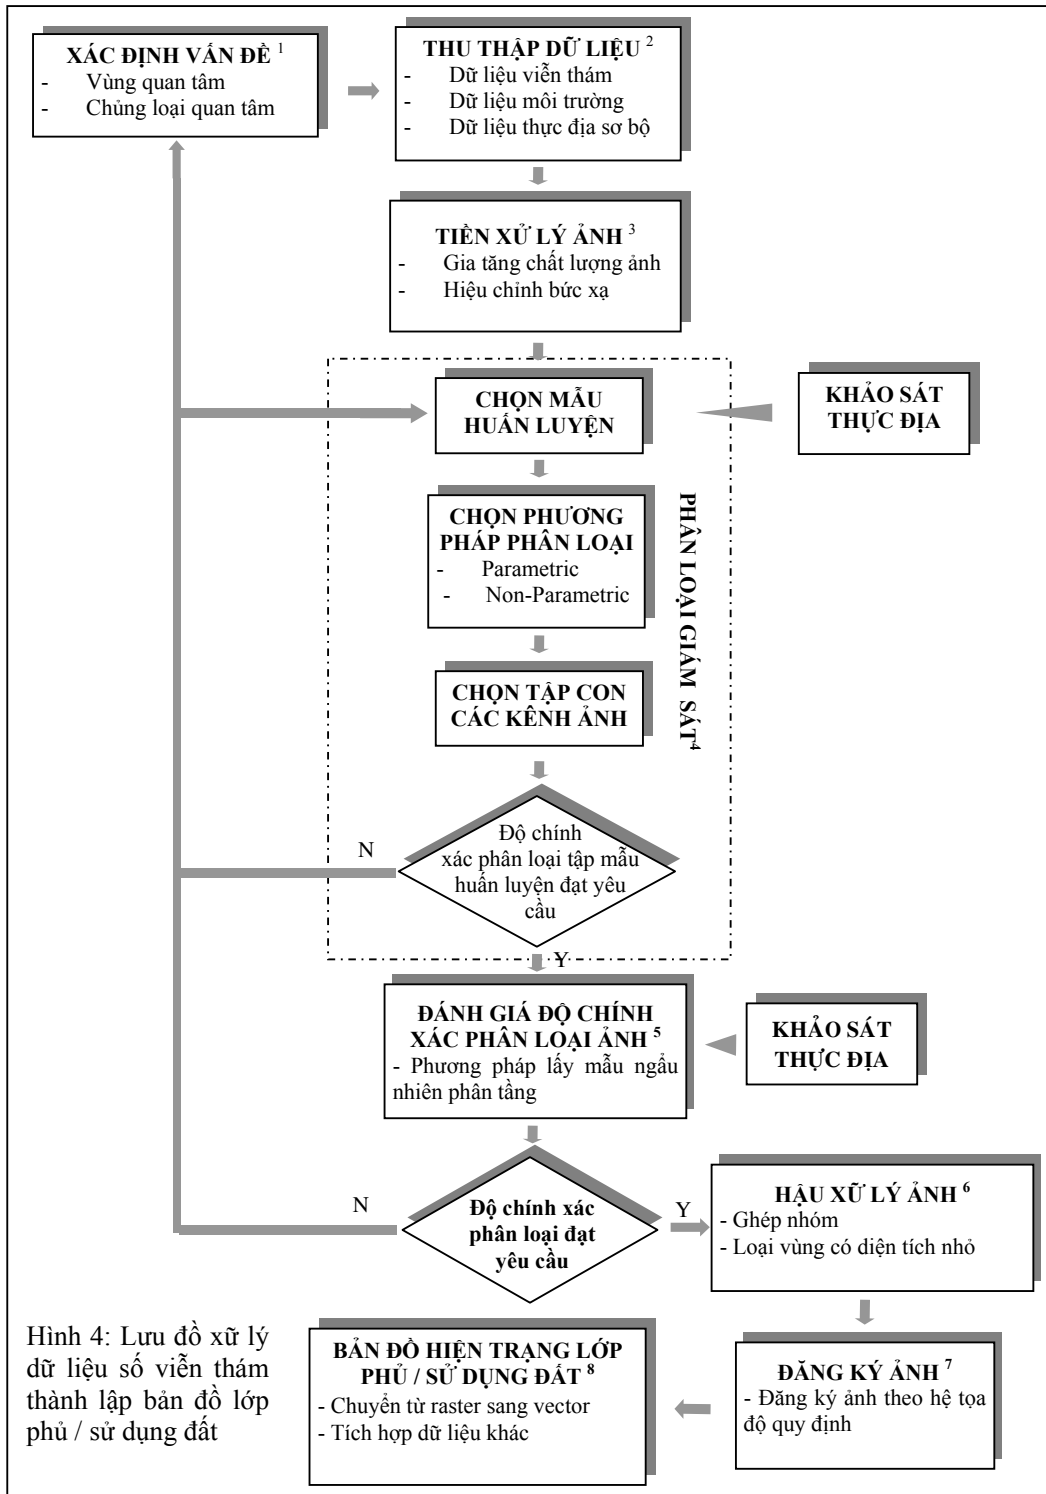 XÁC ĐỊNH VẤN ĐỀ 1
- Vùng quan tâm
- Chủng loại quan tâm
THU THẬP DỮ LIỆU 2
- Dữ liệu viễn thám
- Dữ liệu môi trường
- Dữ liệu thực địa sơ bộ
TIỀN XỬ LÝ ẢNH 3
- Gia tăng chất lượng ảnh
- Hiệu chỉnh bức xạ
CHỌN MẪU
HUẤN LUYỆN
KHẢO SÁT
THỰC ĐỊA
CHỌN PHƯƠNG
PHÁP PHÂN LOẠI
- Parametric
- Non-Parametric
PHÂN LOẠI GIÁM SÁT4
CHỌN TẬP CON
CÁC KÊNH ẢNH
Độ chính
xác phân loại tập mẫu
huấn luyện đạt yêu
cầu
N
Y
ĐÁNH GIÁ ĐỘ CHÍNH
XÁC PHÂN LOẠI ẢNH 5
- Phương pháp lấy mẫu ngẩu
nhiên phân tầng
KHẢO SÁT
THỰC ĐỊA
N
Độ chính xác
phân loại đạt
yêu cầu
Y
HẬU XỮ LÝ ẢNH 6
- Ghép nhóm
- Loại vùng có diện tích nhỏ
ĐĂNG KÝ ẢNH 7
- Đăng ký ảnh theo hệ tọa
độ quy định
BẢN ĐỒ HIỆN TRẠNG LỚP
PHỦ / SỬ DỤNG ĐẤT 8
- Chuyển từ raster sang vector
- Tích hợp dữ liệu khác
Hình 4: Lưu đồ xữ lý
dữ liệu số viễn thám
thành lập bản đồ lớp
phủ / sử dụng đất